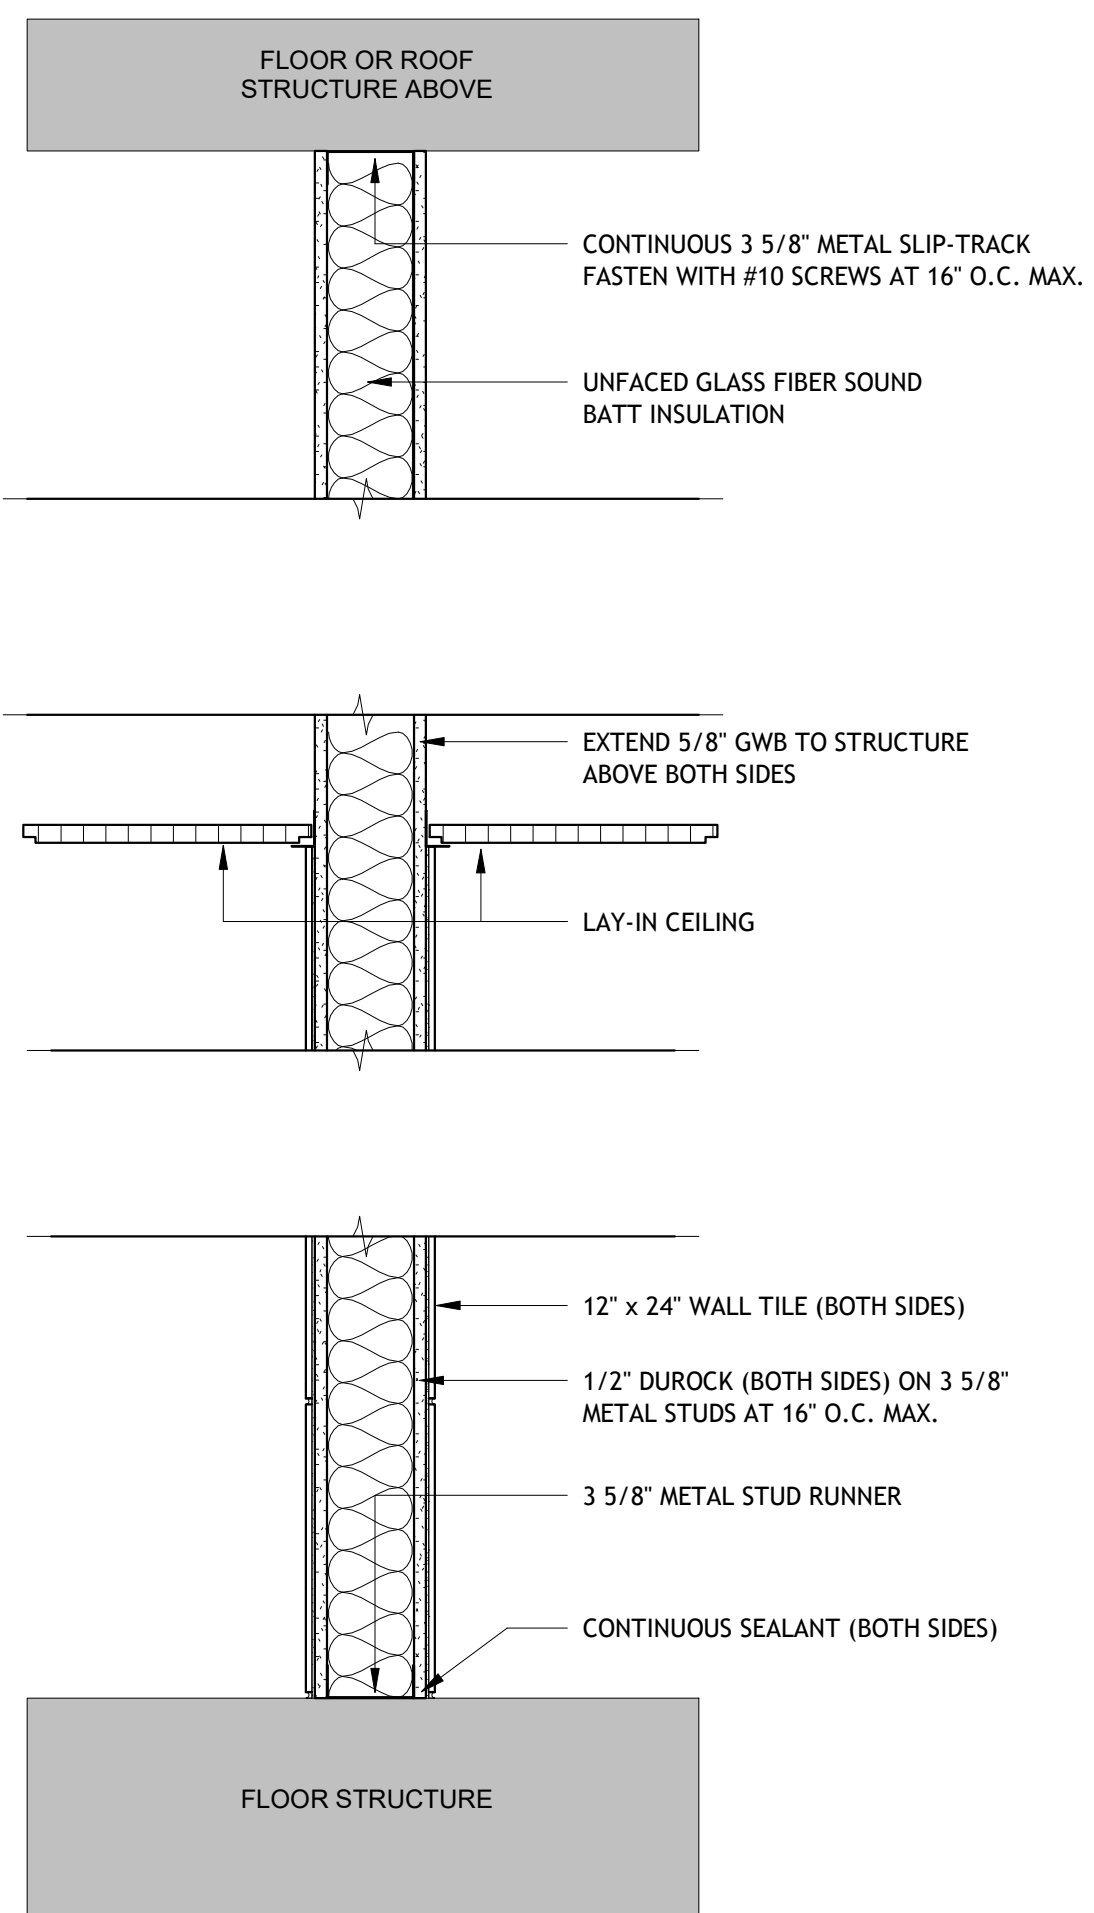 FLOOR OR ROOF
STRUCTURE ABOVE
CONTINUOUS 3 5/8" METAL SLIP-TRACK
FASTEN WITH #10 SCREWS AT 16" O.C. MAX.
UNFACED GLASS FIBER SOUND
BATT INSULATION
EXTEND 5/8" GWB TO STRUCTURE
ABOVE BOTH SIDES
LAY-IN CEILING
12" x 24" WALL TILE (BOTH SIDES)
1/2" DUROCK (BOTH SIDES) ON 3 5/8"
METAL STUDS AT 16" O.C. MAX.
3 5/8" METAL STUD RUNNER
CONTINUOUS SEALANT (BOTH SIDES)
FLOOR STRUCTURE